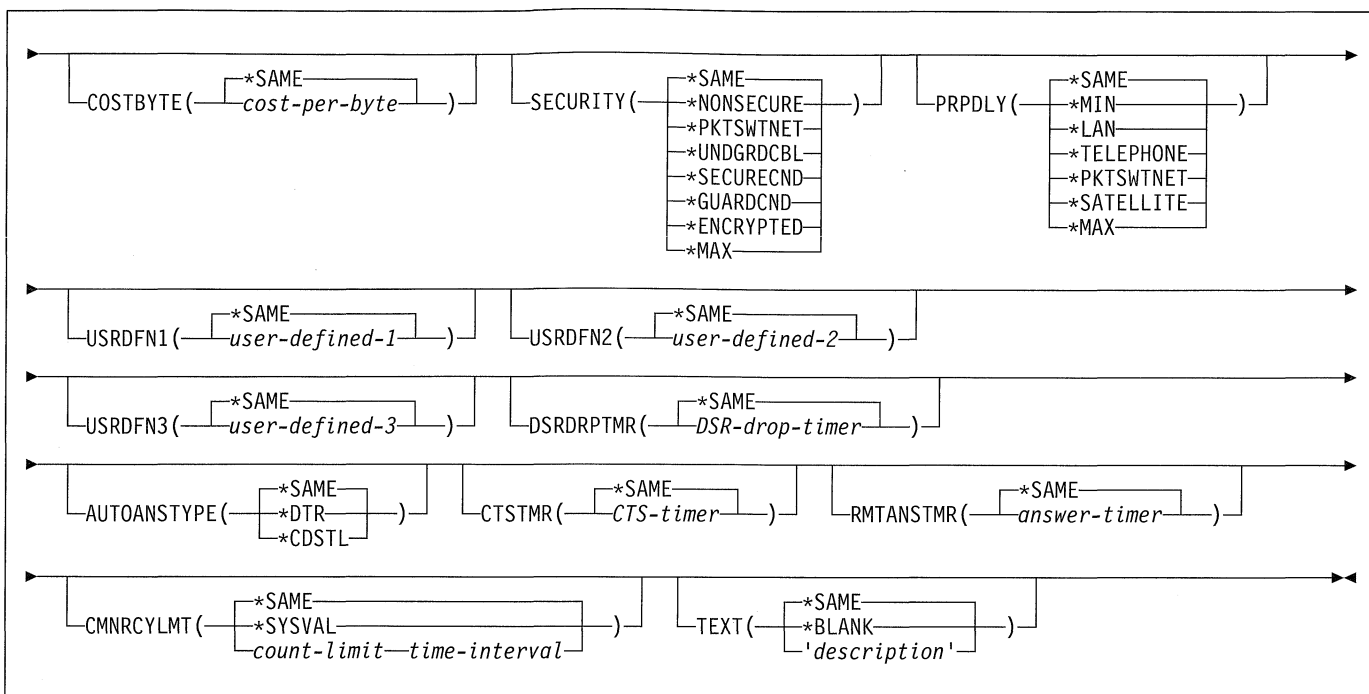 *SAME *SAME *SAME
COSTBYTE( cost-per-byte ) SECURITY( *NONSECURE ) PRPDLY( *MIN )
*PKTSWTNET *LAN
*UNDGRDCBL *TELEPHONE
*SECURECND *PKTSWTNET
*GUARDCND *SATELLITE
*ENCRYPTED *MAX
*MAX
*SAME *SAME
USRDFN1( user-defined-1 ) USRDFN2( user-defined-2 )
*SAME *SAME
USRDFN3( user-defined-3 ) DSRDRPTMR( DSR-drop-timer )
*SAME *SAME *SAME
AUTOANSTYPE( *DTR ) CTSTMR( CTS-timer ) RMTANSTMR( answer-timer )
*CDSTL
*SAME *SAME
CMNRCYLMT( *SYSVAL ) TEXT( *BLANK )
count-limit time-interval 'description'